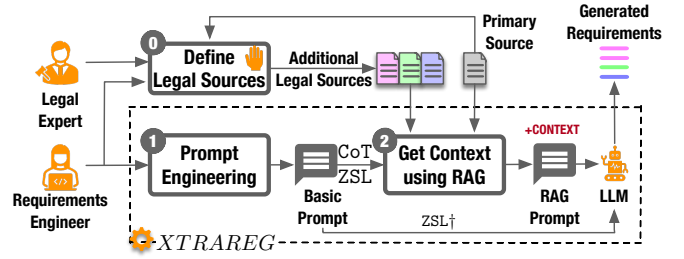 0
Define
Legal Sources
Additional
Legal Sources
Primary
Source
Generated
Requirements
Legal
Expert
1
Prompt
Engineering
CoT
ZSL
Basic
Prompt
2
Get Context
using RAG
+CONTEXT
RAG
Prompt
LLM
Requirements
Engineer
ZSL†
XTRAREG